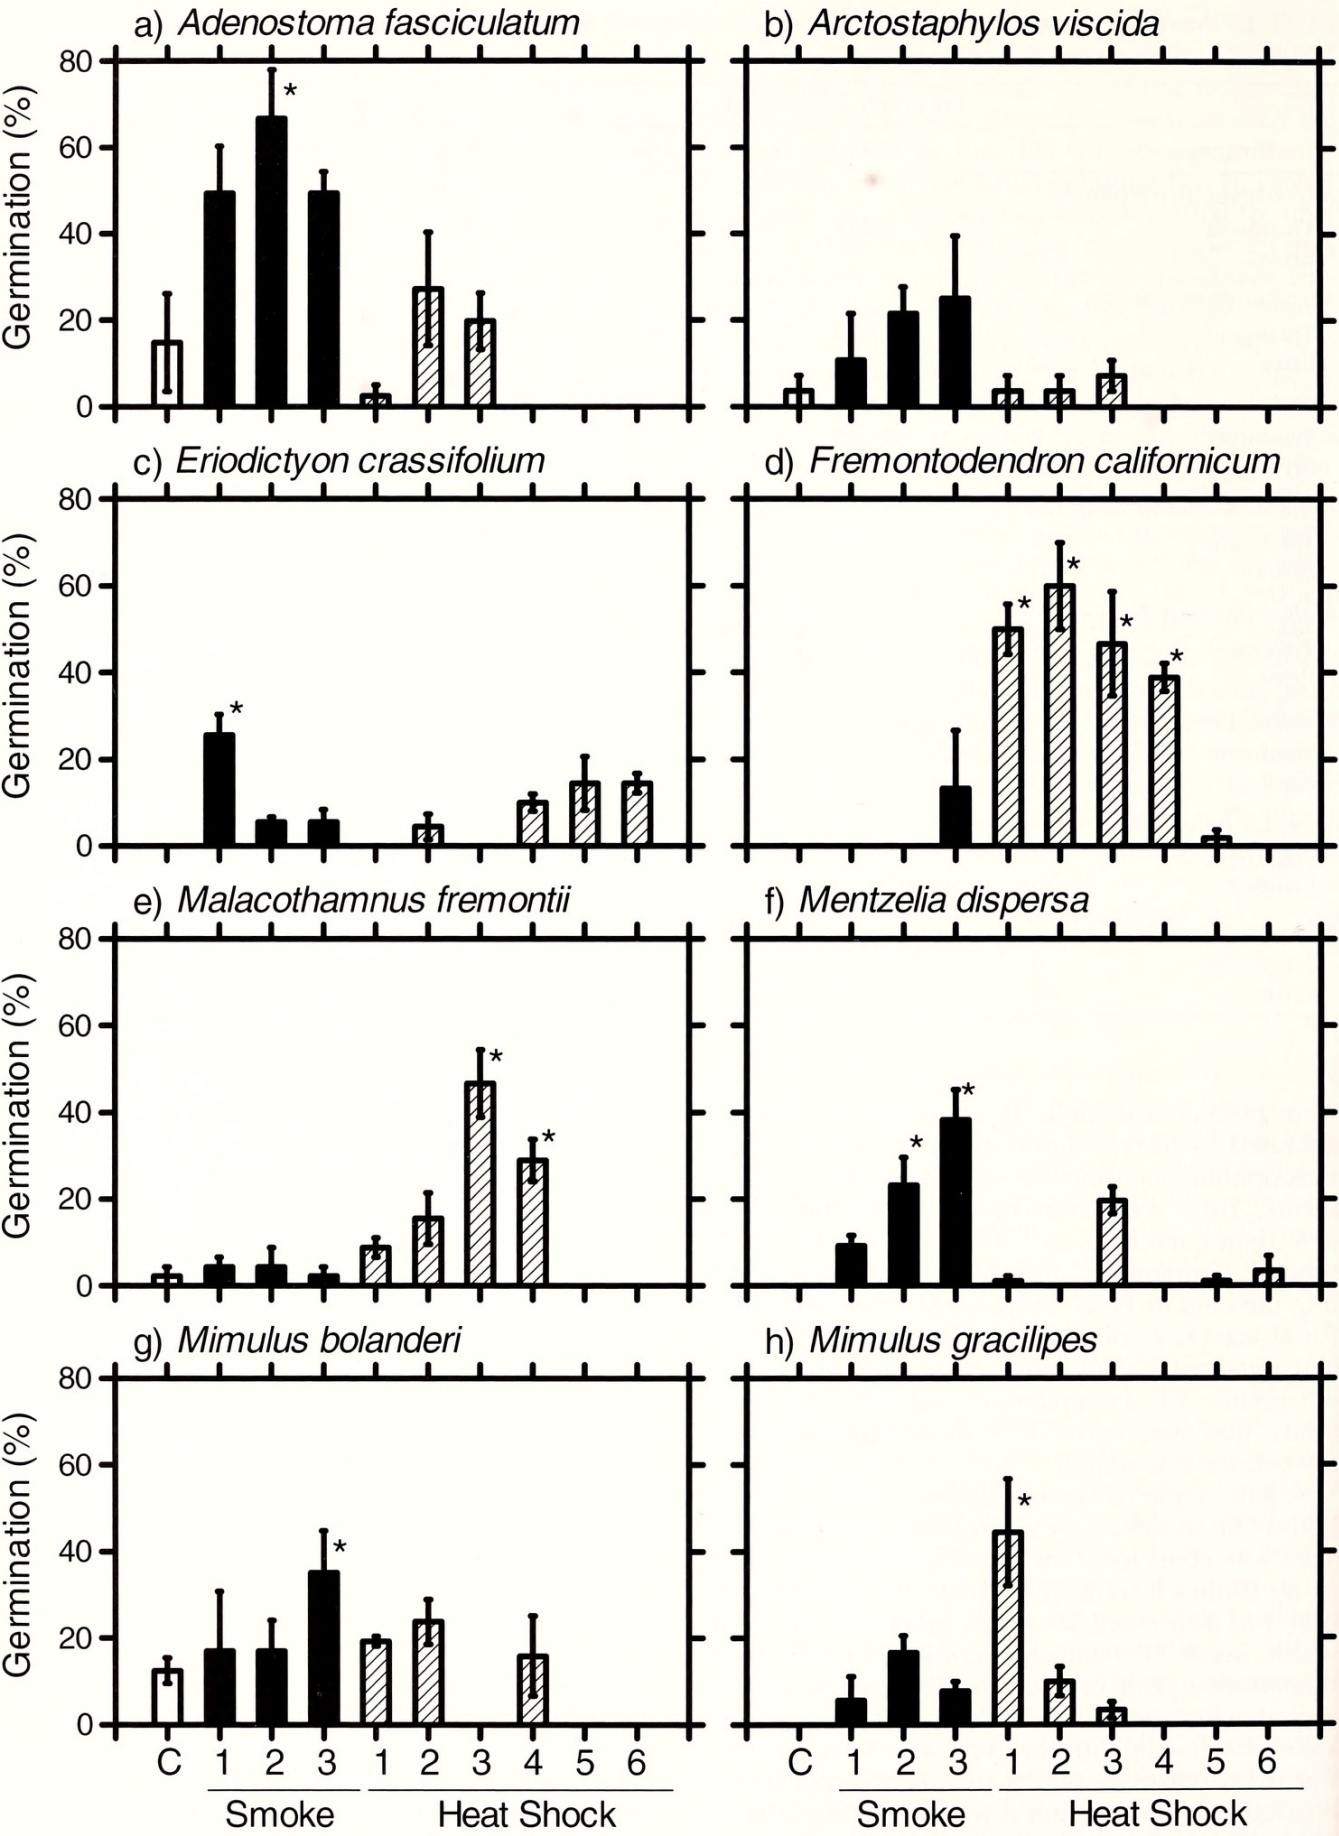 a) Adenostoma fasciculatum
b) Arctostaphylos viscida
Germination (%)
80
60
40
20
0
c) Eriodictyon crassifolium
d) Fremontodendron californicum
Germination (%)
80
60
40
20
0
e) Malacothamnus fremontii
f) Mentzelia dispersa
Germination (%)
80
60
40
20
0
g) Mimulus bolanderi
h) Mimulus gracilipes
Germination (%)
80
60
40
20
0
C 1 2 3 1 2 3 4 5 6
C 1 2 3 1 2 3 4 5 6
Smoke Heat Shock
Smoke Heat Shock